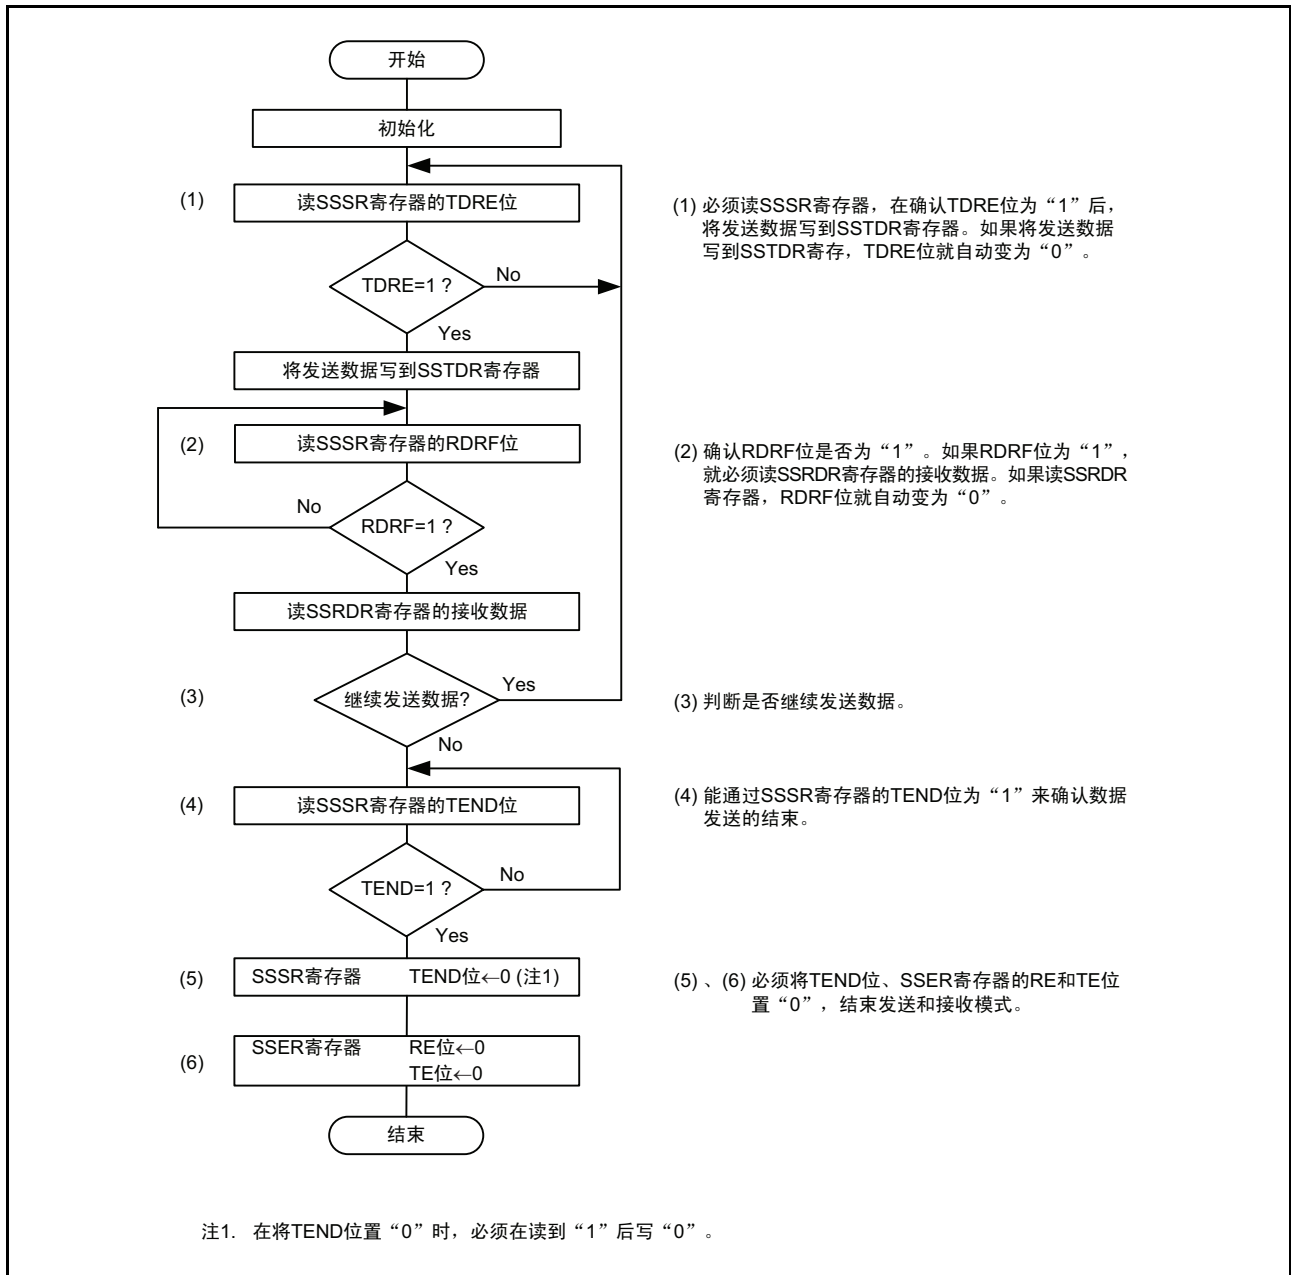 开始
初始化
(1) 读SSSR寄存器的TDRE位
TDRE=1 ?
No
Yes
将发送数据写到SSTDR寄存器
(2) 读SSSR寄存器的RDRF位
No
RDRF=1 ?
Yes
读SSRDR寄存器的接收数据
(3) 继续发送数据?
Yes
No
(4) 读SSSR寄存器的TEND位
TEND=1 ?
No
Yes
(5) SSSR寄存器 TEND位←0 (注1)
(6) SSER寄存器 RE位←0
TE位←0
结束
(1) 必须读SSSR寄存器，在确认TDRE位为“1”后，
将发送数据写到SSTDR寄存器。如果将发送数据
写到SSTDR寄存，TDRE位就自动变为“0”。
(2) 确认RDRF位是否为“1”。如果RDRF位为“1”，
就必须读SSRDR寄存器的接收数据。如果读SSRDR
寄存器，RDRF位就自动变为“0”。
(3) 判断是否继续发送数据。
(4) 能通过SSSR寄存器的TEND位为“1”来确认数据
发送的结束。
(5) 、(6) 必须将TEND位、SSER寄存器的RE和TE位
置“0”，结束发送和接收模式。
注1. 在将TEND位置“0”时，必须在读到“1”后写“0”。